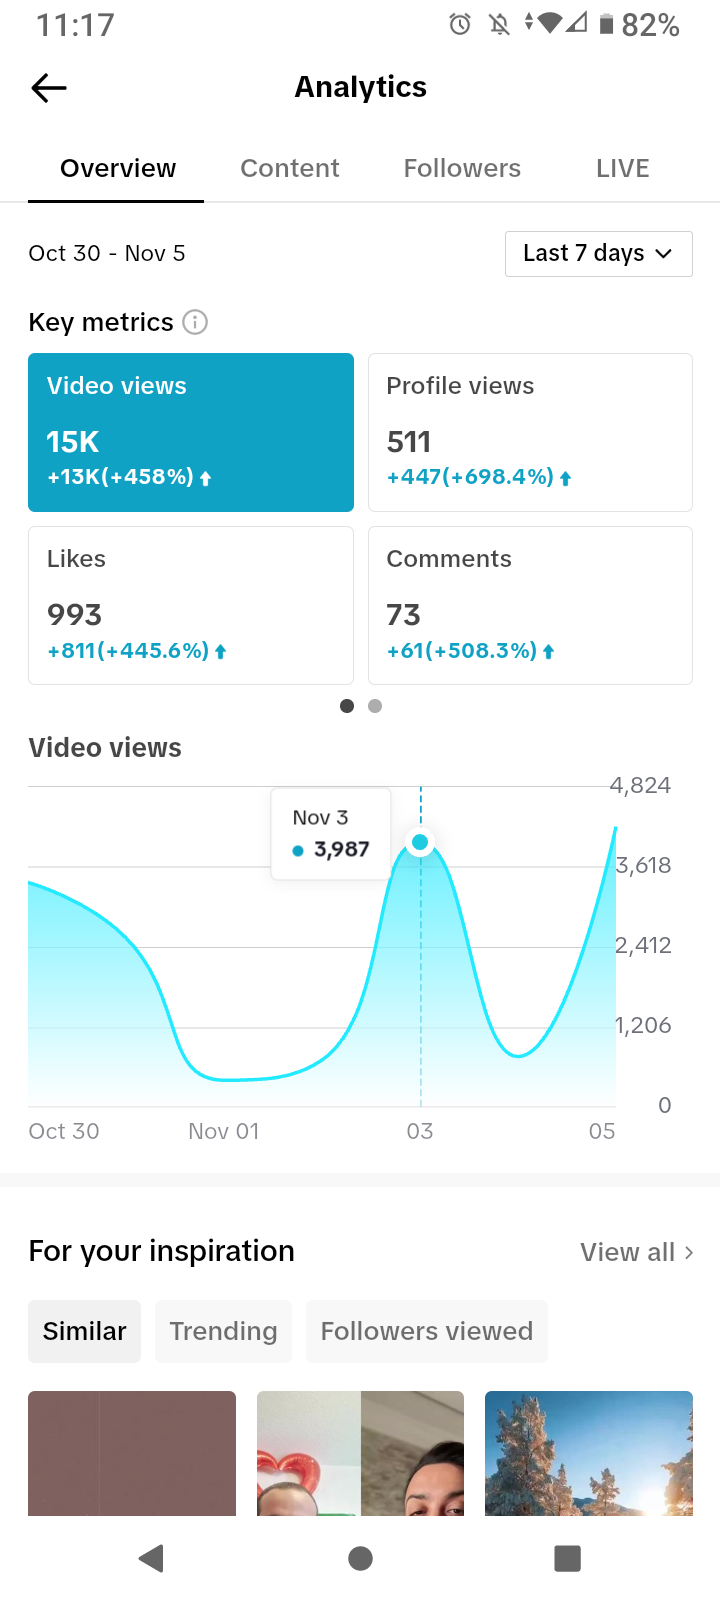 11:17
82%
Analytics
Overview Content Followers LIVE
Oct 30 - Nov 5
Last 7 days
Key metrics
Video views
15K
+13K(+458%)
Profile views
511
+447(+698.4%)
Likes
993
+811(+445.6%)
Comments
73
+61(+508.3%)
Video views
4,824
Nov 3
3,987
3,618
2,412
1,206
0
Oct 30 Nov 01 03 05
For your inspiration
View all
Similar Trending Followers viewed